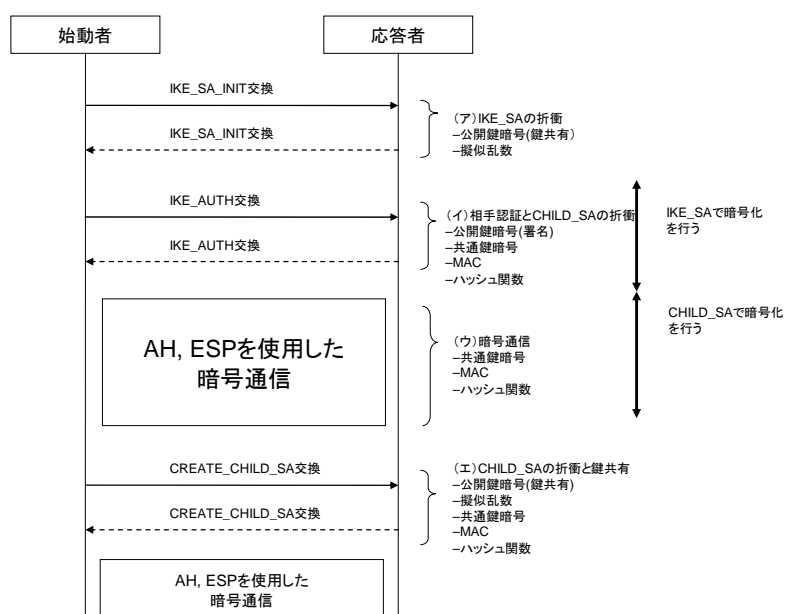 始動者
応答者
IKE_SA_INIT交換
IKE_SA_INIT交換
（ア）IKE_SAの折衝
–公開鍵暗号(鍵共有）
–擬似乱数
IKE_AUTH交換
IKE_AUTH交換
（イ）相手認証とCHILD_SAの折衝
–公開鍵暗号(署名)
–共通鍵暗号
–MAC
–ハッシュ関数
IKE_SAで暗号化
を行う
AH, ESPを使用した
暗号通信
（ウ）暗号通信
–共通鍵暗号
–MAC
–ハッシュ関数
CHILD_SAで暗号化
を行う
CREATE_CHILD_SA交換
CREATE_CHILD_SA交換
（エ）CHILD_SAの折衝と鍵共有
–公開鍵暗号(鍵共有)
–擬似乱数
–共通鍵暗号
–MAC
–ハッシュ関数
AH, ESPを使用した
暗号通信